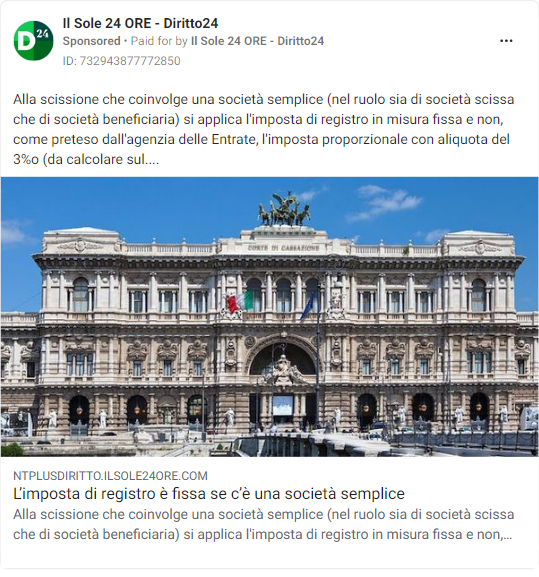 D24
Il Sole 24 ORE - Diritto24
Sponsored • Paid for by Il Sole 24 ORE - Diritto24
ID: 732943877772850
Alla scissione che coinvolge una società semplice (nel ruolo sia di società scissa
che di società beneficiaria) si applica l'imposta di registro in misura fissa e non,
come preteso dall'agenzia delle Entrate, l'imposta proporzionale con aliquota del
3%o (da calcolare sul....
CORTE DI CASSAZIONE
NTPLUSDIRITTO.ILSOLE24ORE.COM
L'imposta di registro è fissa se c'è una società semplice
Alla scissione che coinvolge una società semplice (nel ruolo sia di società scissa
che di società beneficiaria) si applica l'imposta di registro in misura fissa e non,...